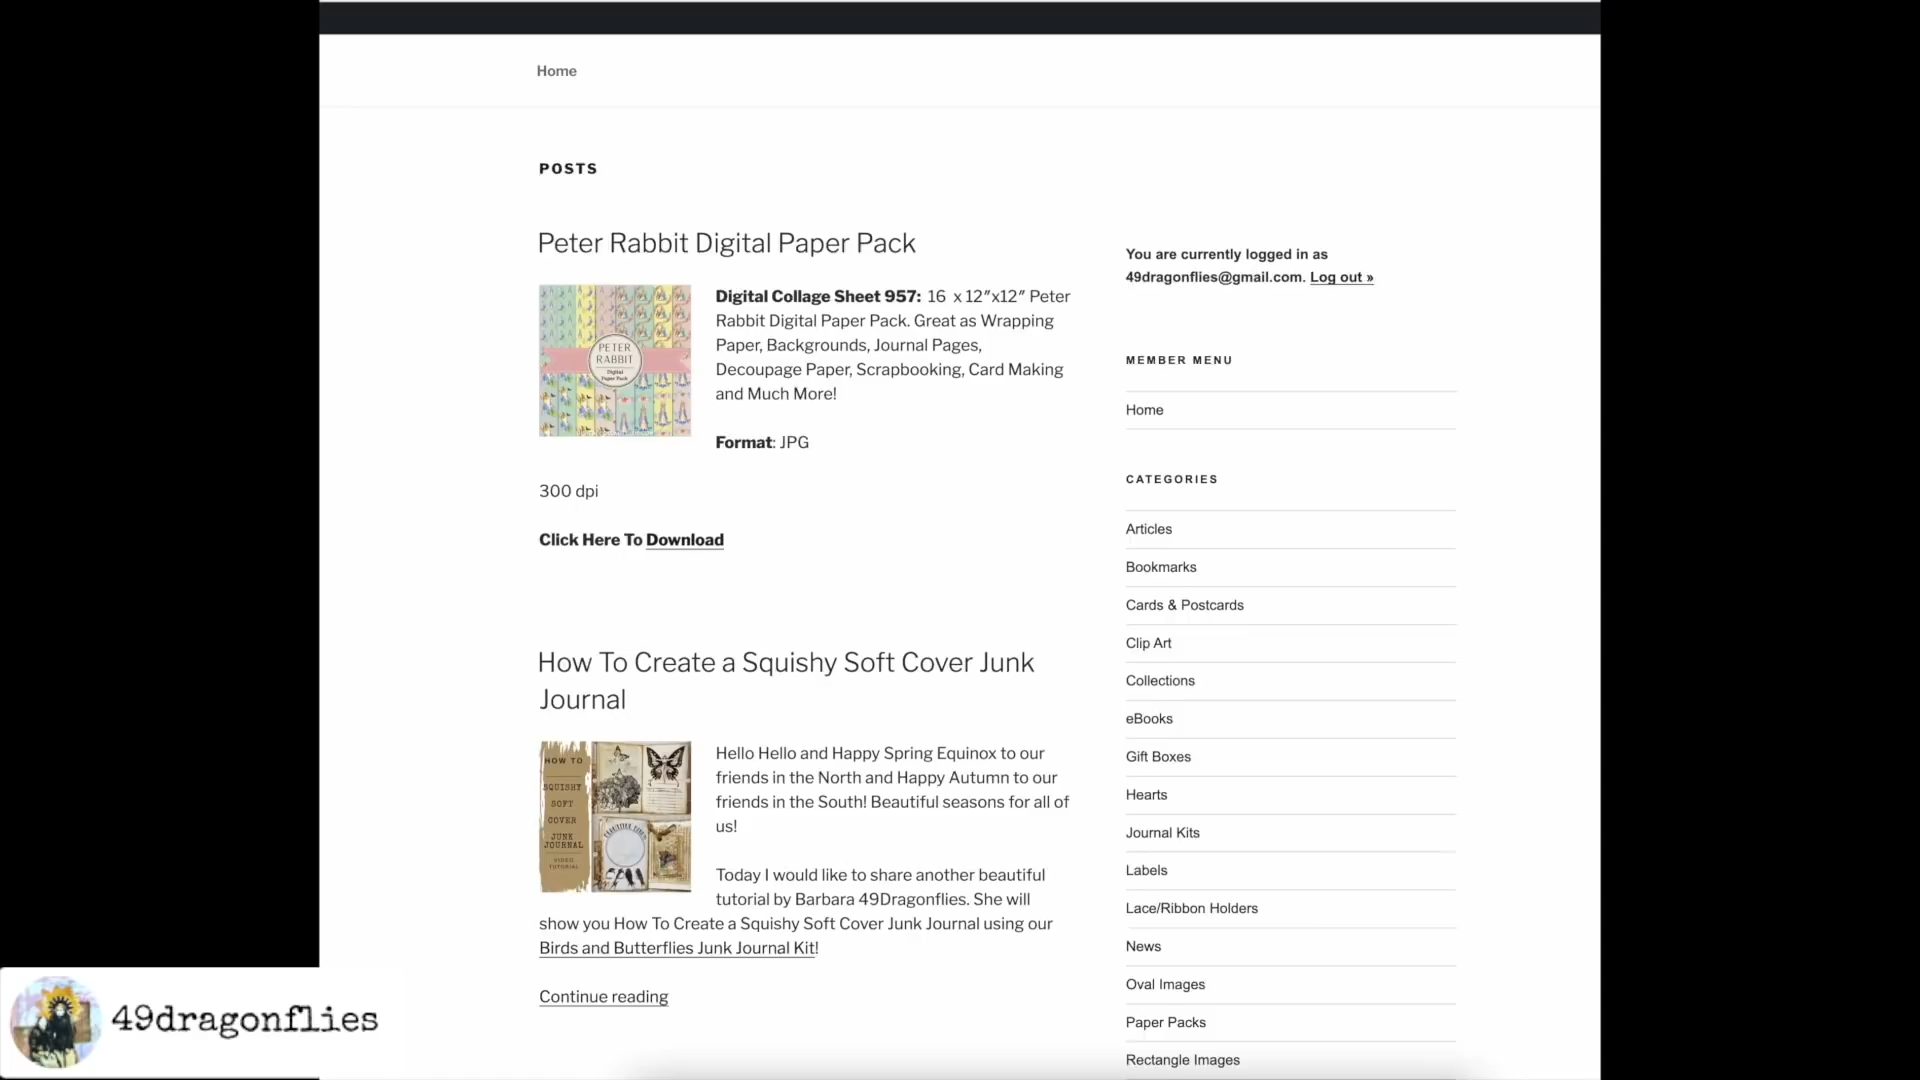 Home
POSTS
Peter Rabbit Digital Paper Pack
PETER
RABBIT
Digital
Paper Pack
Digital Collage Sheet 957: 16 x 12″x12″ Peter
Rabbit Digital Paper Pack. Great as Wrapping
Paper, Backgrounds, Journal Pages,
Decoupage Paper, Scrapbooking, Card Making
and Much More!
Format: JPG
300 dpi
Click Here To Download
How To Create a Squishy Soft Cover Junk
Journal
HOW TO
SQUISHY
SOFT
COVER
JUNK
JOURNAL
VIDEO
TUTORIAL
Hello Hello and Happy Spring Equinox to our
friends in the North and Happy Autumn to our
friends in the South! Beautiful seasons for all of
us!
Today I would like to share another beautiful
tutorial by Barbara 49Dragonflies. She will
show you How To Create a Squishy Soft Cover Junk Journal using our
Birds and Butterflies Junk Journal Kit!
Continue reading
You are currently logged in as
49dragonflies@gmail.com. Log out »
MEMBER MENU
Home
CATEGORIES
Articles
Bookmarks
Cards & Postcards
Clip Art
Collections
eBooks
Gift Boxes
Hearts
Journal Kits
Labels
Lace/Ribbon Holders
News
Oval Images
Paper Packs
Rectangle Images
49dragonflies